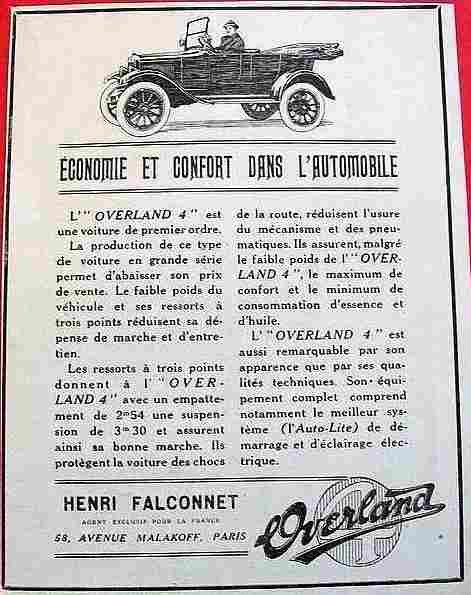 ÉCONOMIE ET CONFORT DANS L'AUTOMOBILE
L'"OVERLAND 4" est
une voiture de premier ordre.
La production de ce type
de voiture en grande série
permet d'abaisser son prix
de vente. Le faible poids du
véhicule et ses ressorts à
trois points réduisent sa dé-
pense de marche et d'entre-
tien.
Les ressorts à trois points
donnent à l'"OVER-
LAND 4" avec un empatte-
ment de 2m54 une suspen-
sion de 3m30 et assurent
ainsi sa bonne marche. Ils
protègent la voiture des chocs
de la route, réduisent l'usure
du mécanisme et des pneu-
matiques. Ils assurent, malgré
le faible poids de l'"OVER-
LAND 4", le maximum de
confort et le minimum de
consommation d'essence et
d'huile.
L'"OVERLAND 4" est
aussi remarquable par son
apparence que par ses qua-
lités techniques. Son équi-
pement complet comprend
notamment le meilleur sys-
tème (l'Auto-Lite) de dé-
marrage et d'éclairage élec-
trique.
HENRI FALCONNET
AGENT EXCLUSIF POUR LA FRANCE
58, AVENUE MALAKOFF, PARIS
l'Overland
4